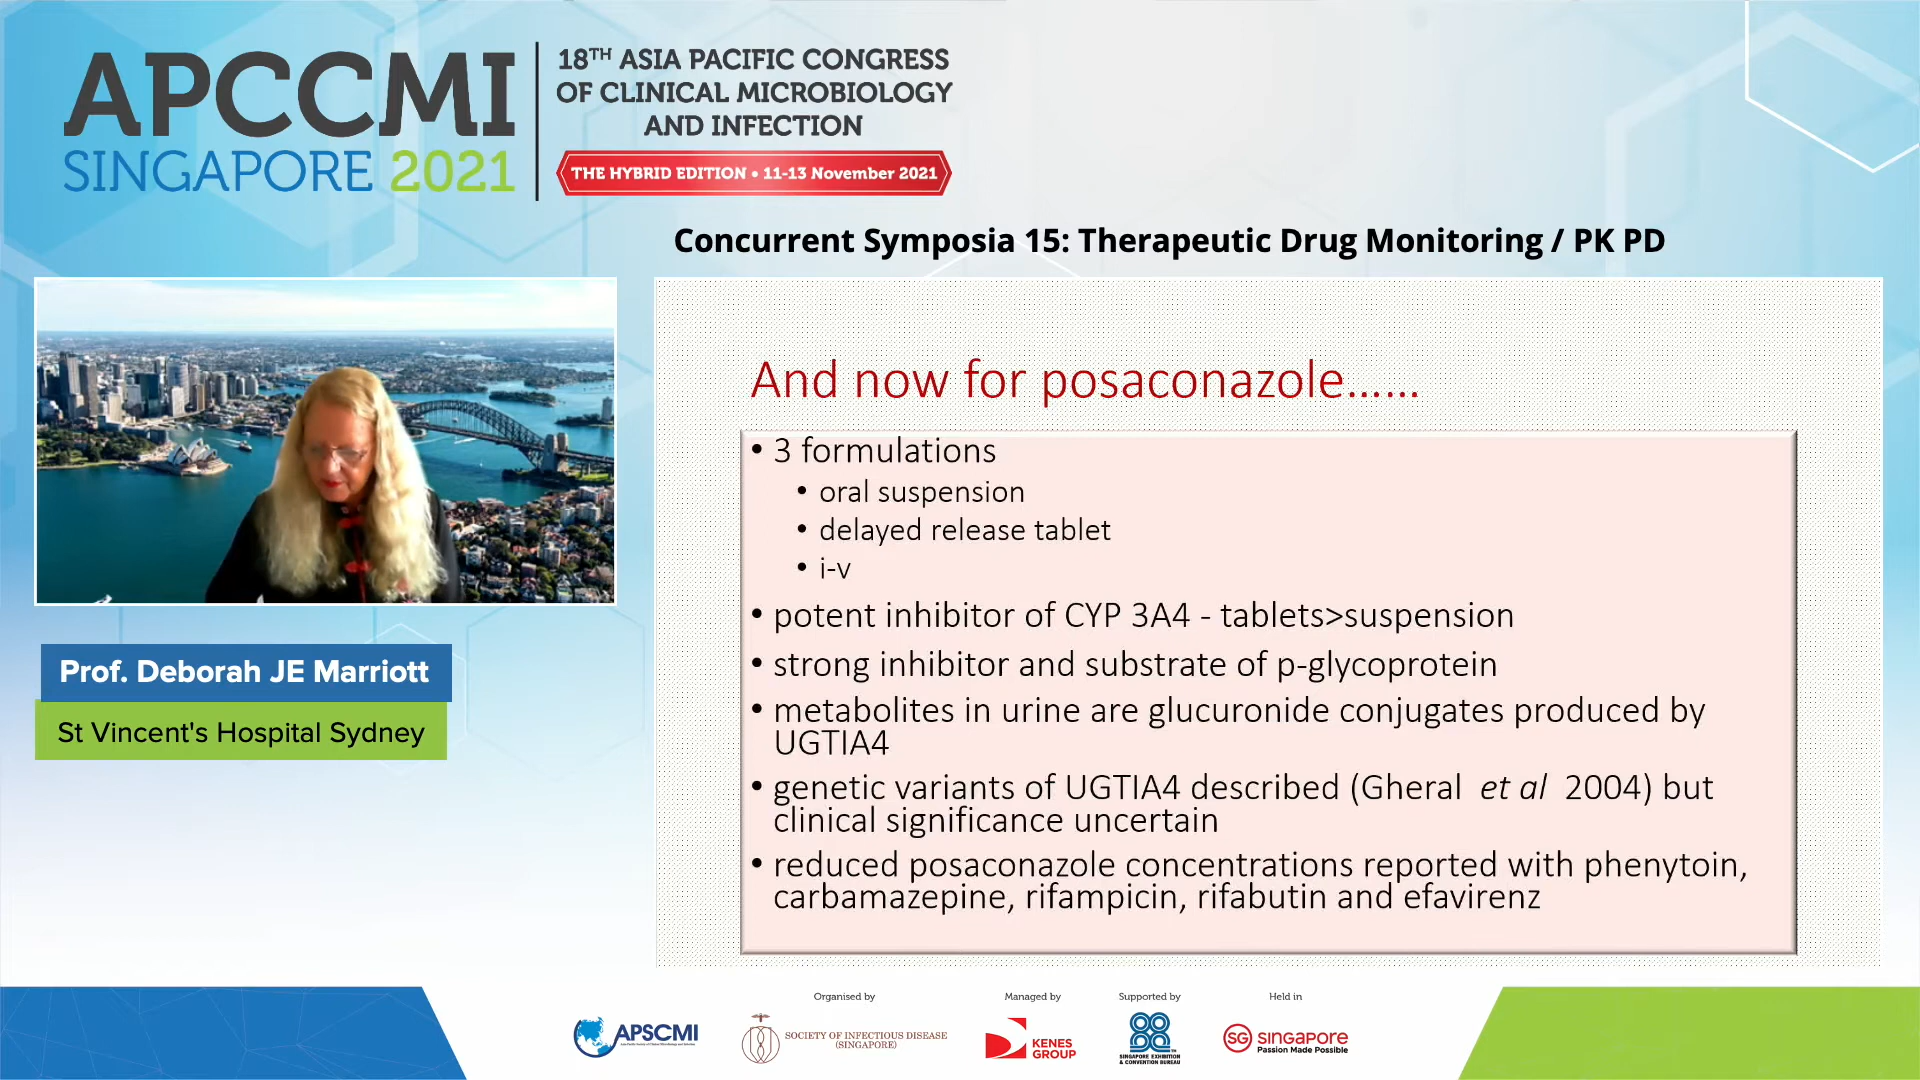 APCCMI
SINGAPORE 2021
18TH ASIA PACIFIC CONGRESS
OF CLINICAL MICROBIOLOGY
AND INFECTION
THE HYBRID EDITION • 11-13 November 2021
Concurrent Symposia 15: Therapeutic Drug Monitoring / PK PD
And now for posaconazole......
• 3 formulations
• oral suspension
• delayed release tablet
• i-v
• potent inhibitor of CYP 3A4 - tablets>suspension
• strong inhibitor and substrate of p-glycoprotein
• metabolites in urine are glucuronide conjugates produced by
UGTIA4
• genetic variants of UGTIA4 described (Gheral et al 2004) but
clinical significance uncertain
• reduced posaconazole concentrations reported with phenytoin,
carbamazepine, rifampicin, rifabutin and efavirenz
Prof. Deborah JE Marriott
St Vincent's Hospital Sydney
Organised by
Managed by
Supported by
Held in
APSCMI
SOCIETY OF INFECTIOUS DISEASE
(SINGAPORE)
KENES
GROUP
SINGAPORE EXHIBITION
& CONVENTION BUREAU
SG SINGAPORE
Passion Made Possible